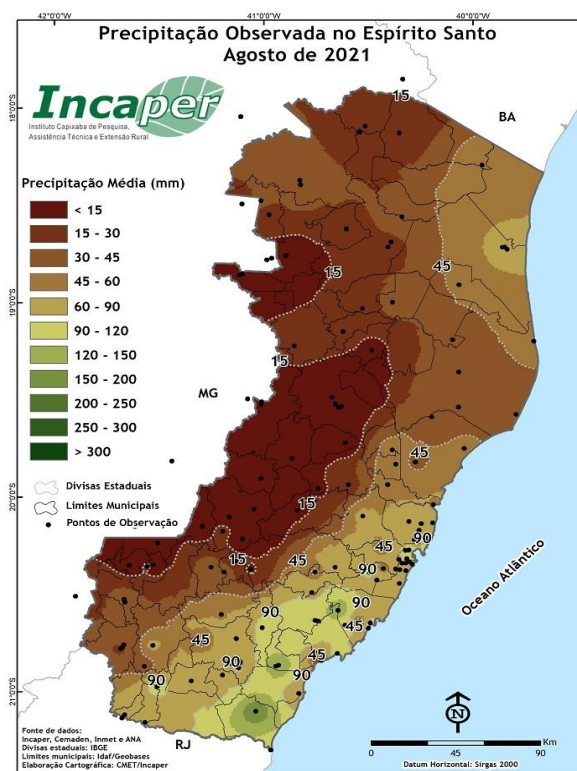 42°0'0"O 41°0'0"O 40°0'0"O
Precipitação Observada no Espírito Santo
Agosto de 2021
Incaper
Instituto Capixaba de Pesquisa,
Assistência Técnica e Extensão Rural
18°0'0"S
19°0'0"S
20°0'0"S
21°0'0"S
BA
MG
RJ
Oceano Atlântico
Precipitação Média (mm)
< 15
15 - 30
30 - 45
45 - 60
60 - 90
90 - 120
120 - 150
150 - 200
200 - 250
250 - 300
> 300
Divisas Estaduais
Limites Municipais
Pontos de Observação
15
45
15
15
45
15
90
45
15
45
90
90
90
45
45
45
90
90
N
Km
0 45 90
Datum Horizontal: Sirgas 2000
Fonte de dados:
Incaper, Cemaden, Inmet e ANA
Divisas estaduais: IBGE
Limites municipais: Idaf/Geobases
Elaboração Cartográfica: CMET/Incaper